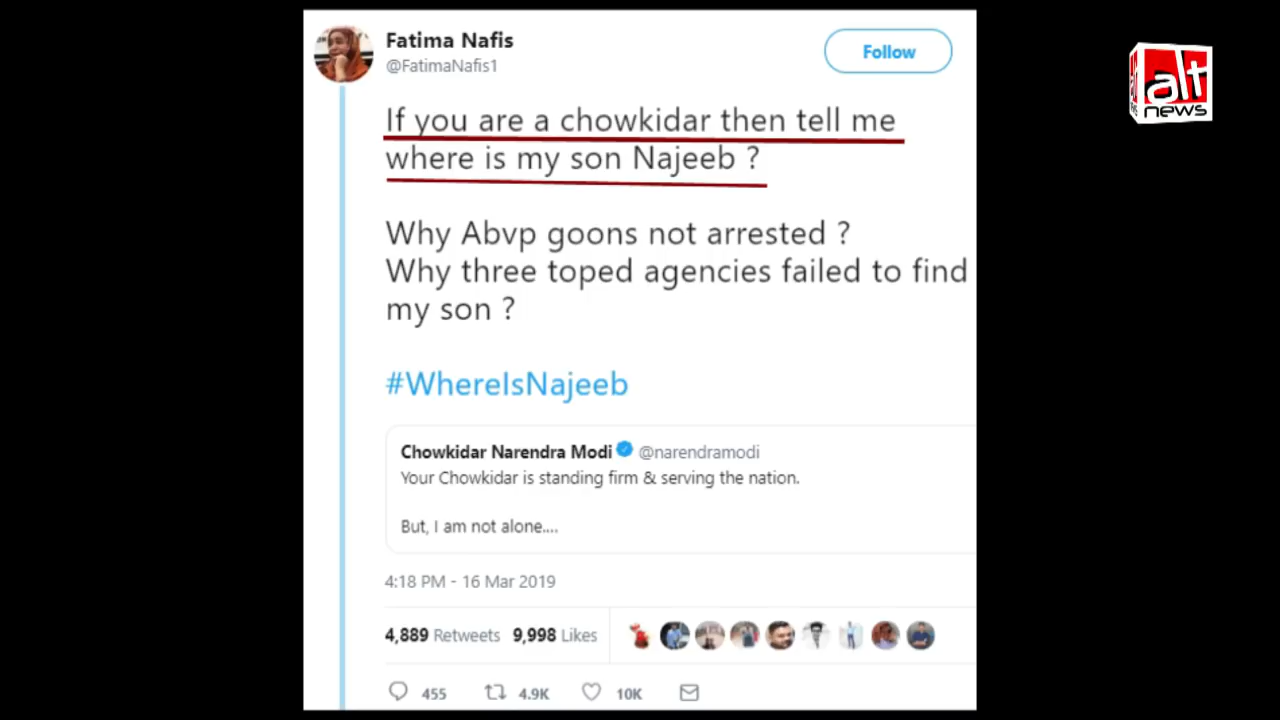 Fatima Nafis
@FatimaNafis1
Follow
alt
news
If you are a chowkidar then tell me
where is my son Najeeb ?
Why Abvp goons not arrested ?
Why three toped agencies failed to find
my son ?
#WhereIsNajeeb
Chowkidar Narendra Modi @narendramodi
Your Chowkidar is standing firm & serving the nation.
But, I am not alone....
4:18 PM - 16 Mar 2019
4,889 Retweets 9,998 Likes
455 4.9K 10K